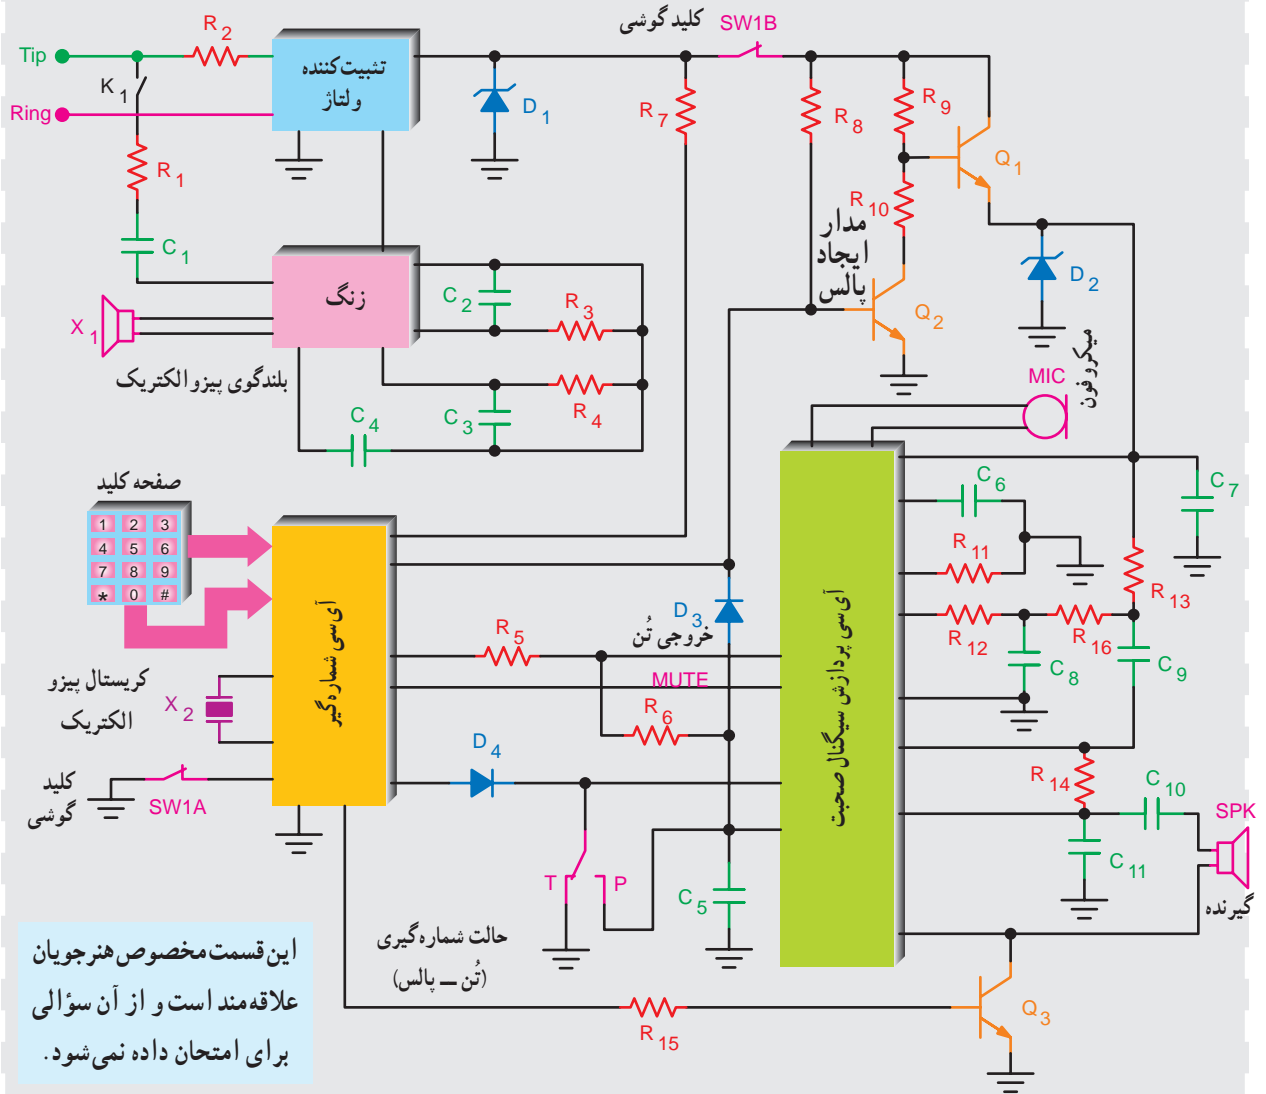 کلید گوشی SW1B
R2
Tip
K1
Ring
تثبیت‌کننده
ولتاژ
D1
R7
R8
R9
Q1
R1
R10
مدار
ایجاد
پالس
C1
D2
زنگ
C2
R3
Q2
X1
میکروفون
MIC
بلندگوی پیزو الکتریک
C4
C3
R4
صفحه کلید
1 2 3
4 5 6
7 8 9
* 0 #
C6
C7
R11
R13
D3
آی سی شماره گیر
آی سی پردازش سیگنال صحبت
R5
خروجی تُن
R12
R16
C8
C9
MUTE
کریستال پیزو
الکتریک
X2
R6
D4
R14
C10
SPK
کلید
گوشی
SW1A
C11
گیرنده
T
P
C5
حالت شماره گیری
(تُن – پالس)
R15
Q3
این قسمت مخصوص هنرجویان
علاقه‌مند است و از آن سؤالی
برای امتحان داده نمی‌شود.